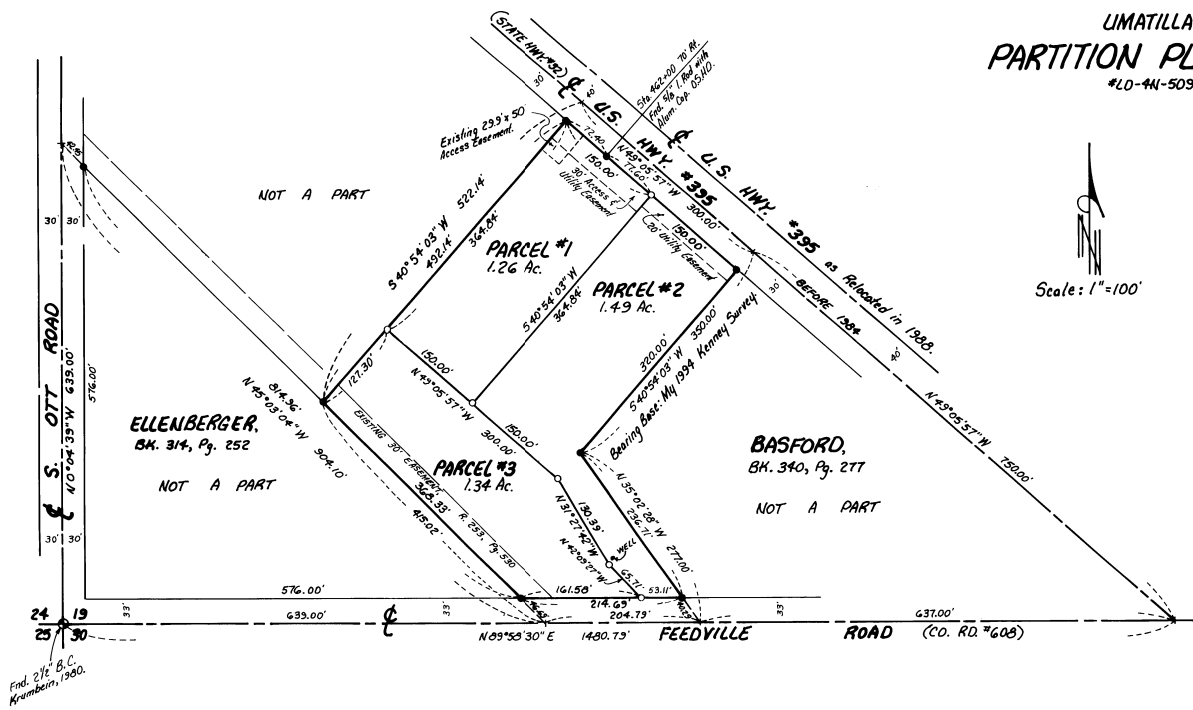 UMATILLA
PARTITION PL
#LO-4N-509
(STATE HWY. #32)
℄ U.S. HWY. #395
BEFORE 1984
℄ U.S. HWY. #395 as Relocated in 1988.
Scale: 1"=100'
Sta. 462+00 70' Rt.
Fnd. 5/8" I. Rod with
Alum. Cap. O.S.H.D.
Existing 29.9' x 50'
Access Easement.
30'
40'
72.40
77.60'
150.00'
N 49°05'57" W
300.00'
30' Access &
Utility Easement
20' Utility Easement
150.00'
30'
40'
N 49°05'57" W
750.00'
NOT A PART
S 40°54'03" W 522.14'
492.14'
364.84'
PARCEL #1
1.26 Ac.
S 40°54'03" W
364.84'
PARCEL #2
1.49 Ac.
320.00'
S 40°54'03" W 350.00'
Bearing Base: My 1994 Kenney Survey
127.30'
150.00'
N 49°05'57" W
150.00'
300.00'
PARCEL #3
1.34 Ac.
130.39'
N 31°27'42" W
N 42°09'27" W
65.71'
WELL
N 35°02'28" W
236.71'
277.00'
BASFORD,
BK. 340, Pg. 277
NOT A PART
ELLENBERGER,
BK. 314, Pg. 252
NOT A PART
814.96'
N 45°03'04" W 904.10'
EXISTING 30' EASEMENT, R. 253, Pg. 530
368.33'
415.02'
℄ S. OTT ROAD
N 0°04'39" W 639.00'
576.00'
30' 30'
30' 30'
576.00'
161.58'
53.11'
214.69'
204.79'
33'
639.00'
33'
33'
637.00'
℄
N 89°58'30" E 1480.79'
FEEDVILLE ROAD (CO. RD. #608)
24 19
25 30
Fnd. 2½" B.C.
Krumbein, 1980.